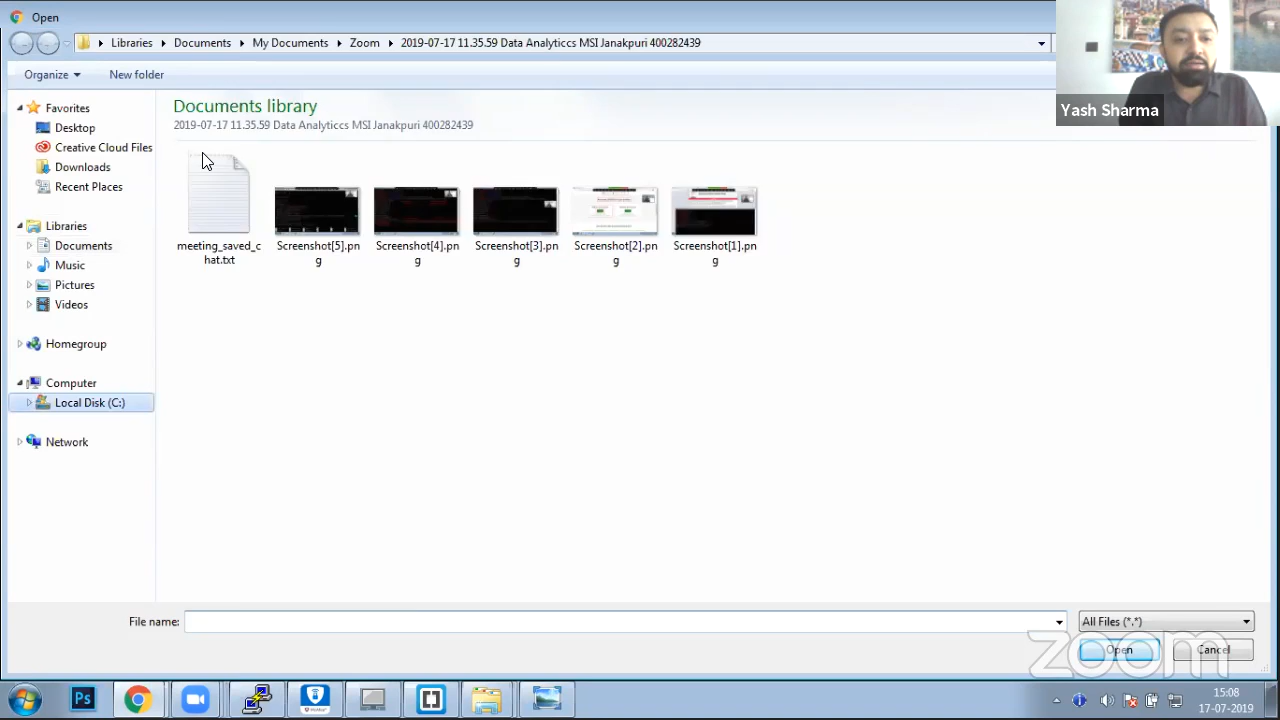 Open
Libraries Documents My Documents Zoom 2019-07-17 11.35.59 Data Analyticcs MSI Janakpuri 400282439
Organize New folder
Yash Sharma
Favorites
Desktop
Creative Cloud Files
Downloads
Recent Places
Libraries
Documents
Music
Pictures
Videos
Homegroup
Computer
Local Disk (C:)
Network
Documents library
2019-07-17 11.35.59 Data Analyticcs MSI Janakpuri 400282439
meeting_saved_c
hat.txt
Screenshot[5].pn
g
Screenshot[4].pn
g
Screenshot[3].pn
g
Screenshot[2].pn
g
Screenshot[1].pn
g
File name:
All Files (*.*)
Open Cancel
zoom
Ps
15:08
17-07-2019